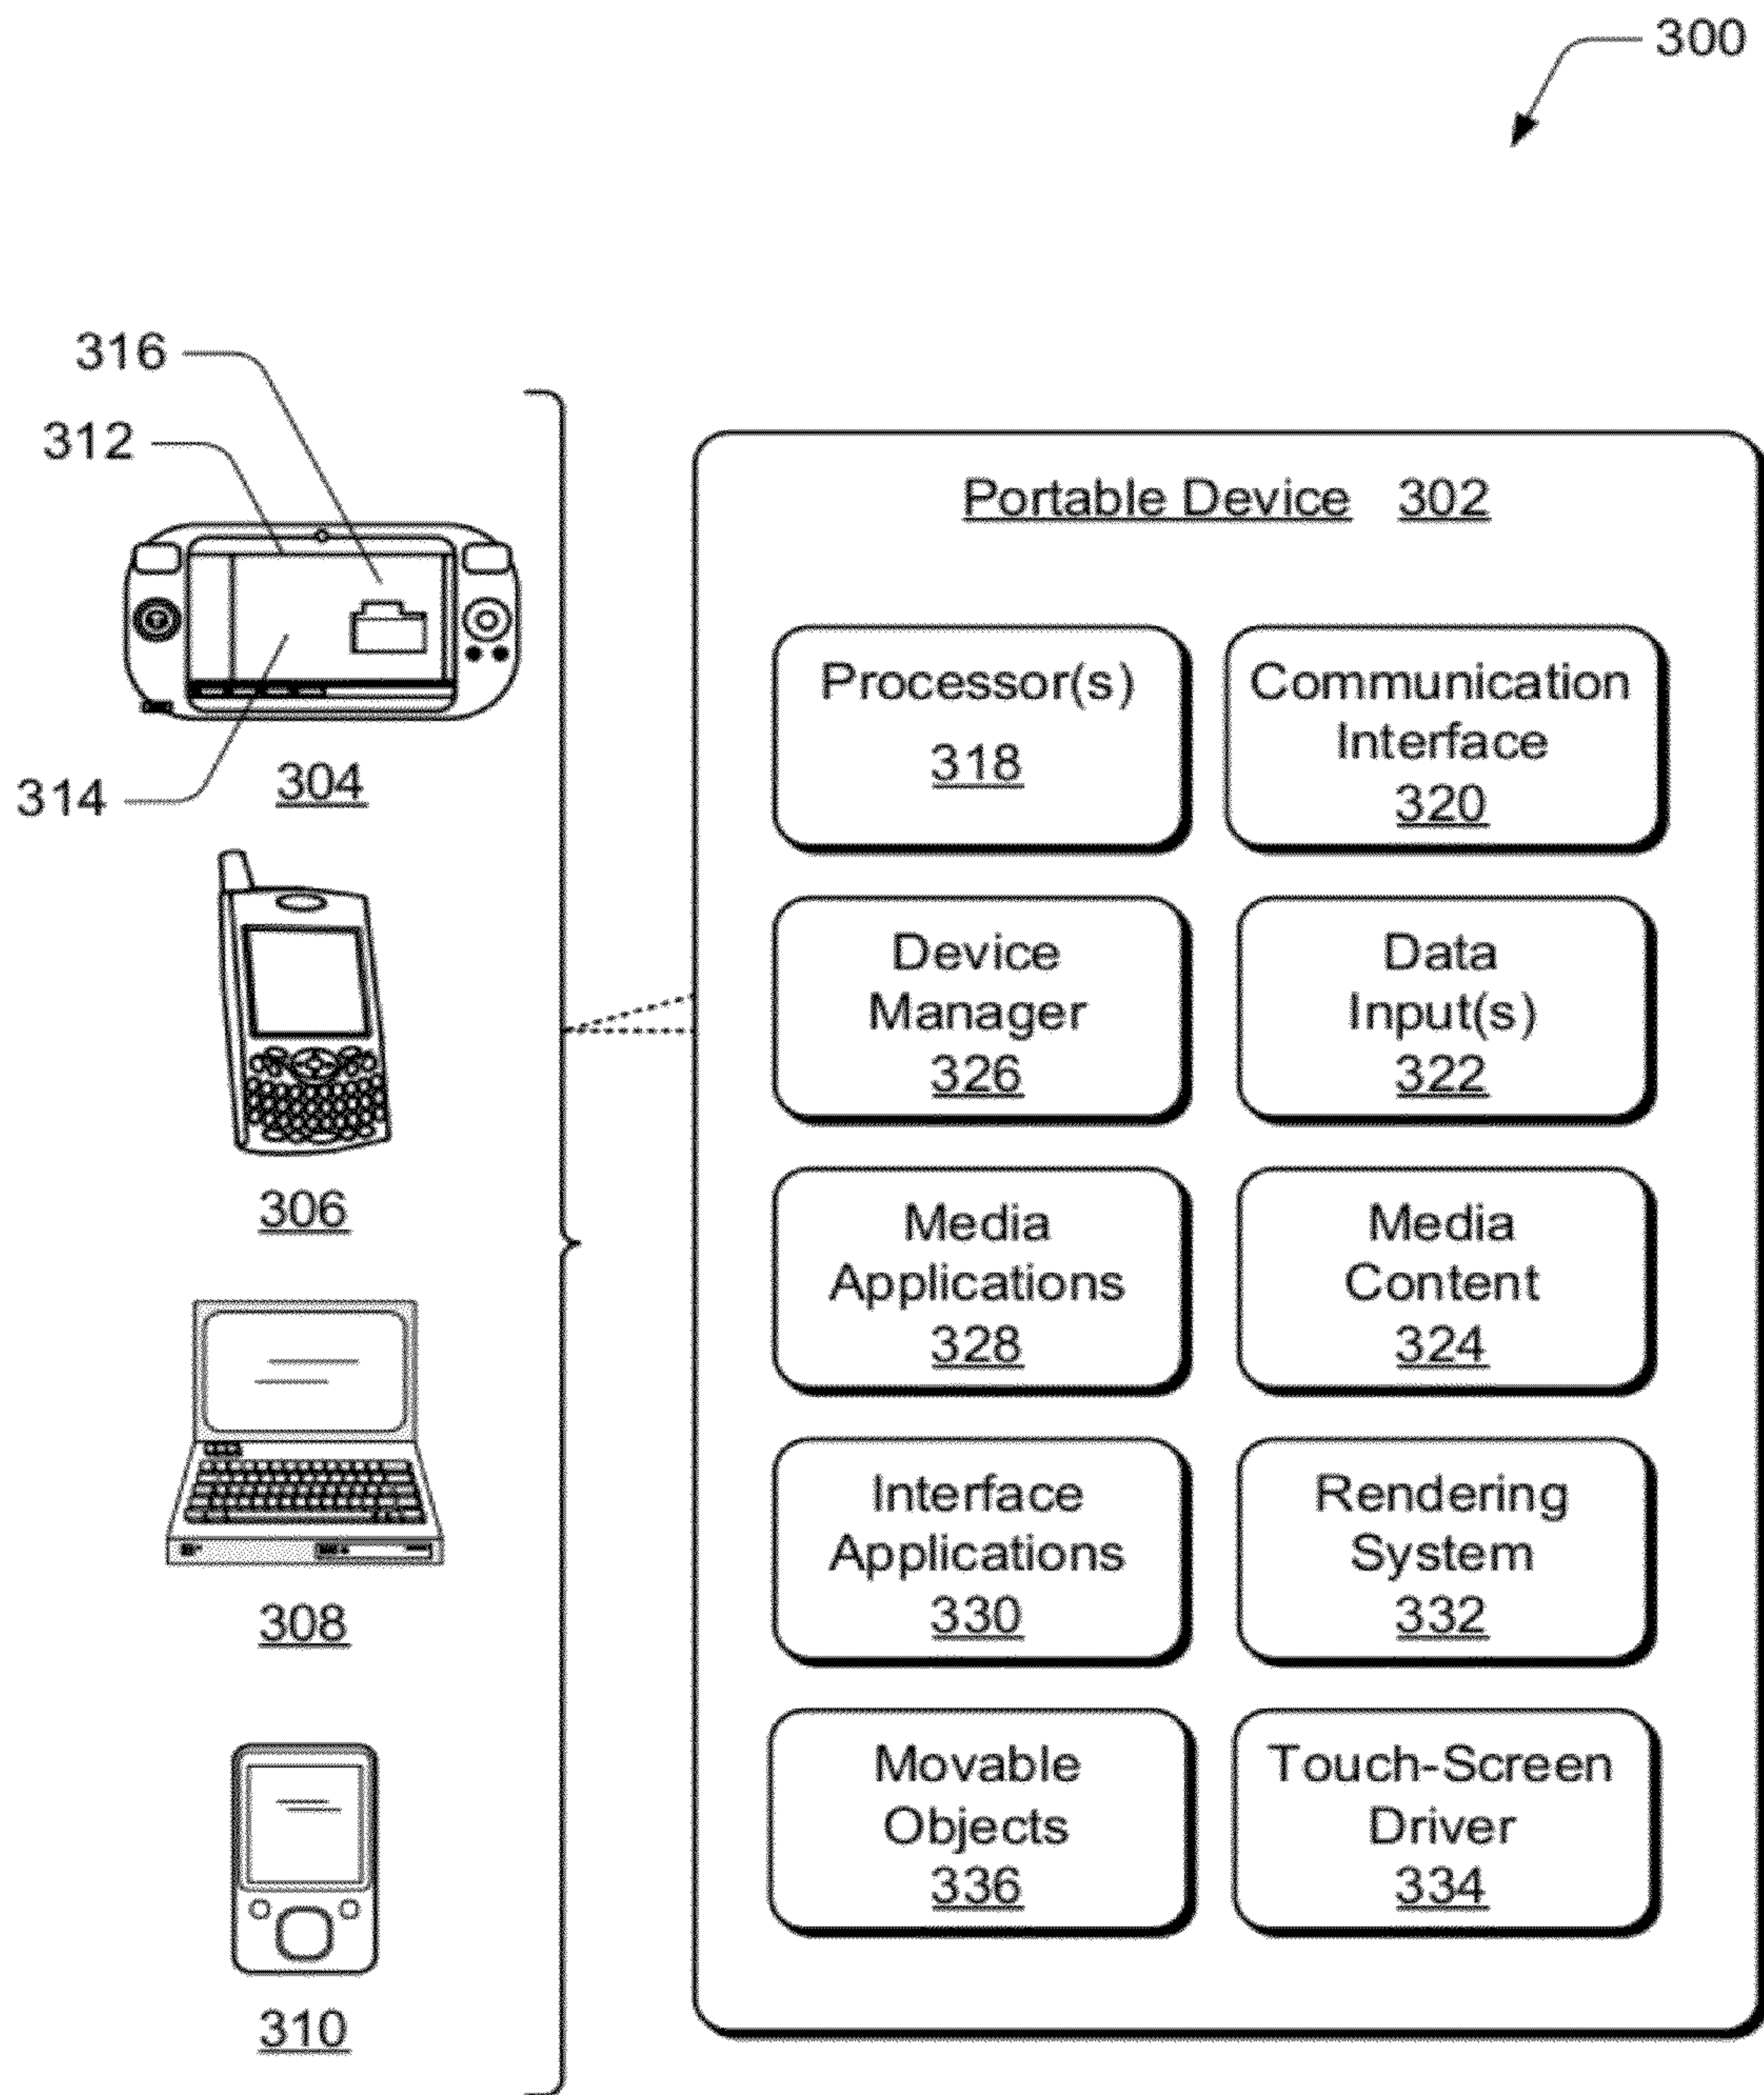 300
316
312
314
304
306
308
310
Portable Device 302
Processor(s)
318
Communication
Interface
320
Device
Manager
326
Data
Input(s)
322
Media
Applications
328
Media
Content
324
Interface
Applications
330
Rendering
System
332
Movable
Objects
336
Touch-Screen
Driver
334